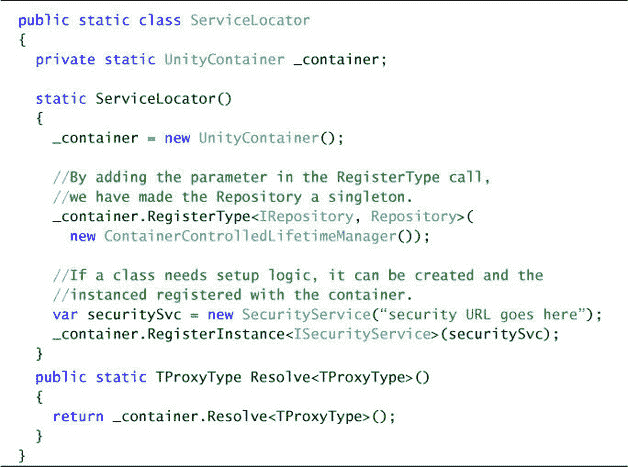 public static class ServiceLocator
{
private static UnityContainer _container;
static ServiceLocator()
{
_container = new UnityContainer();
//By adding the parameter in the RegisterType call,
//we have made the Repository a singleton.
_container.RegisterType<IRepository, Repository>(
new ContainerControlledLifetimeManager());
//If a class needs setup logic, it can be created and the
//instanced registered with the container.
var securitySvc = new SecurityService(“security URL goes here”);
_container.RegisterInstance<ISecurityService>(securitySvc);
}
public static TProxyType Resolve<TProxyType>()
{
return _container.Resolve<TProxyType>();
}
}